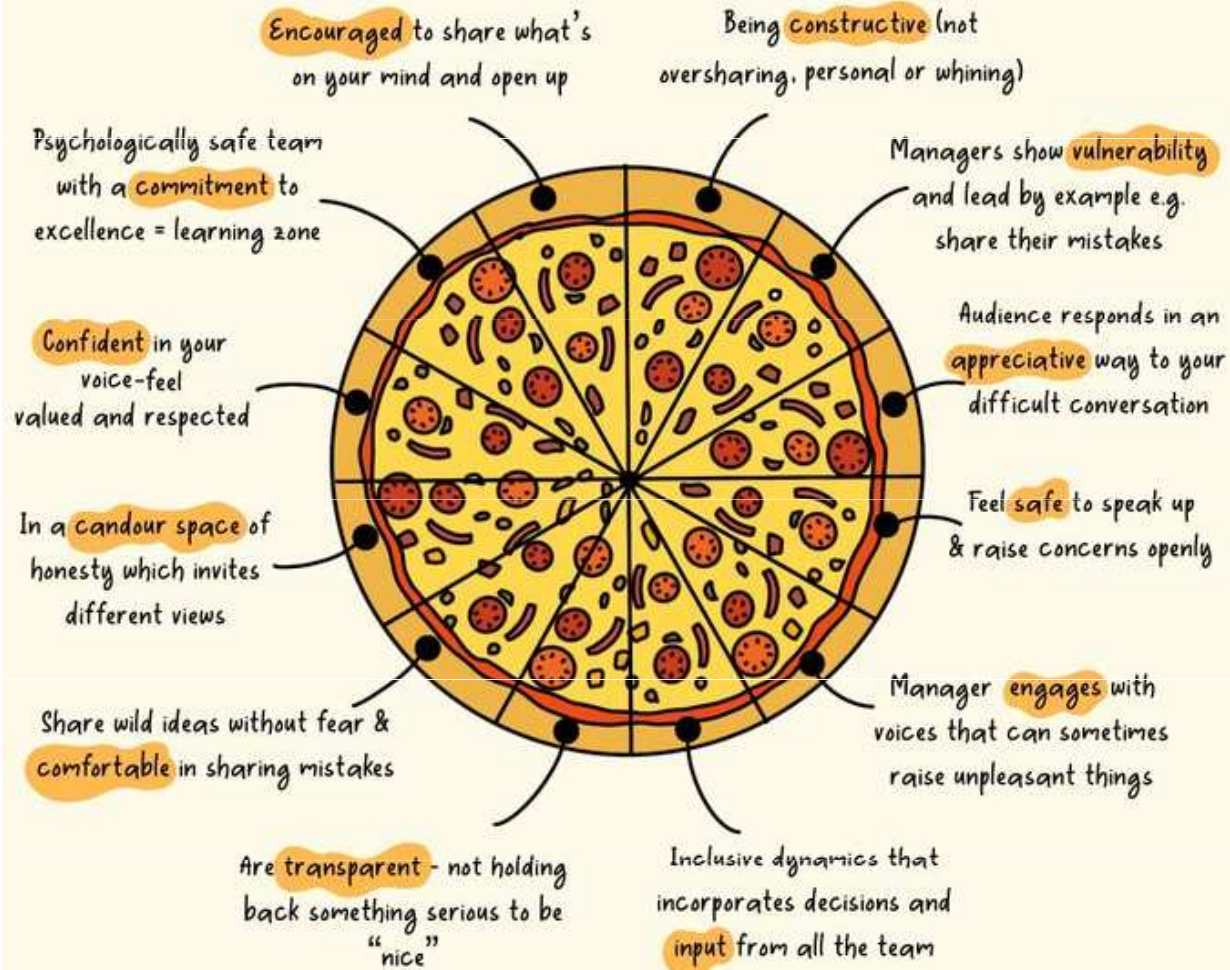 Encouraged to share what's
on your mind and open up
Being constructive (not
oversharing, personal or whining)
Managers show vulnerability
and lead by example e.g.
share their mistakes
Audience responds in an
appreciative way to your
difficult conversation
Feel safe to speak up
& raise concerns openly
Manager engages with
voices that can sometimes
raise unpleasant things
Inclusive dynamics that
incorporates decisions and
input from all the team
Are transparent - not holding
back something serious to be
"nice"
Share wild ideas without fear &
comfortable in sharing mistakes
In a candour space of
honesty which invites
different views
Confident in your
voice-feel
valued and respected
Psychologically safe team
with a commitment to
excellence = learning zone